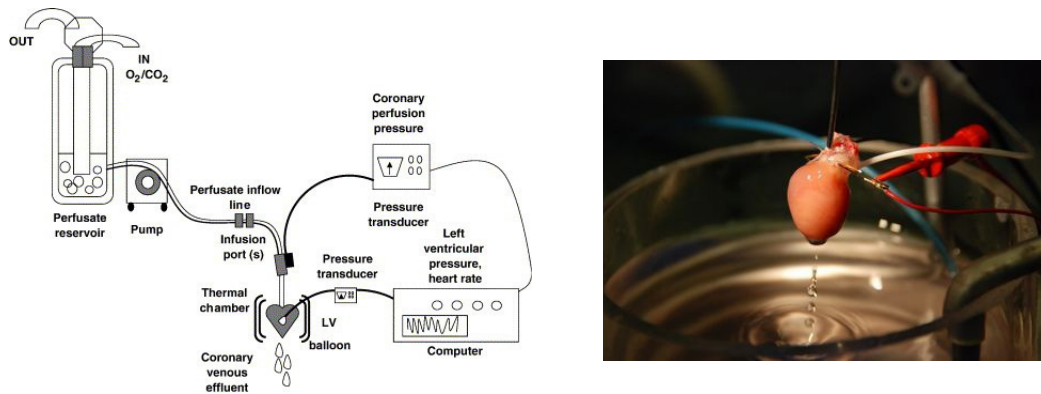 OUT
IN
O2/CO2
Coronary
perfusion
pressure
Perfusate inflow
line
Perfusate
reservoir
Pump
Infusion
port (s)
Pressure
transducer
Left
ventricular
pressure,
heart rate
Pressure
transducer
Thermal
chamber
LV
balloon
Computer
Coronary
venous
effluent